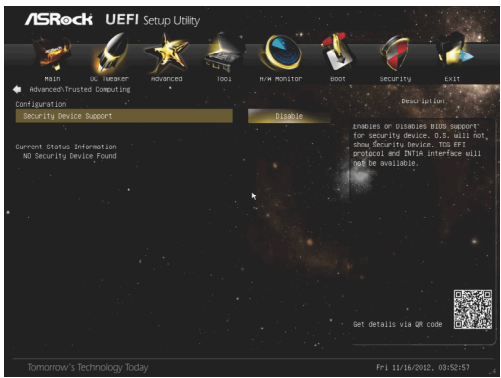 ASRock UEFI Setup Utility
Main OC Tweaker Advanced Tool H/W Monitor Boot Security Exit
Advanced\Trusted Computing
Description
Configuration
Security Device Support Disable
Enables or Disables BIOS support
for security device. O.S. will not
show Security Device. TCG EFI
protocol and INT1A interface will
not be available.
Current Status Information
NO Security Device Found
Get details via QR code
Tomorrow's Technology Today
Fri 11/16/2012, 03:52:57